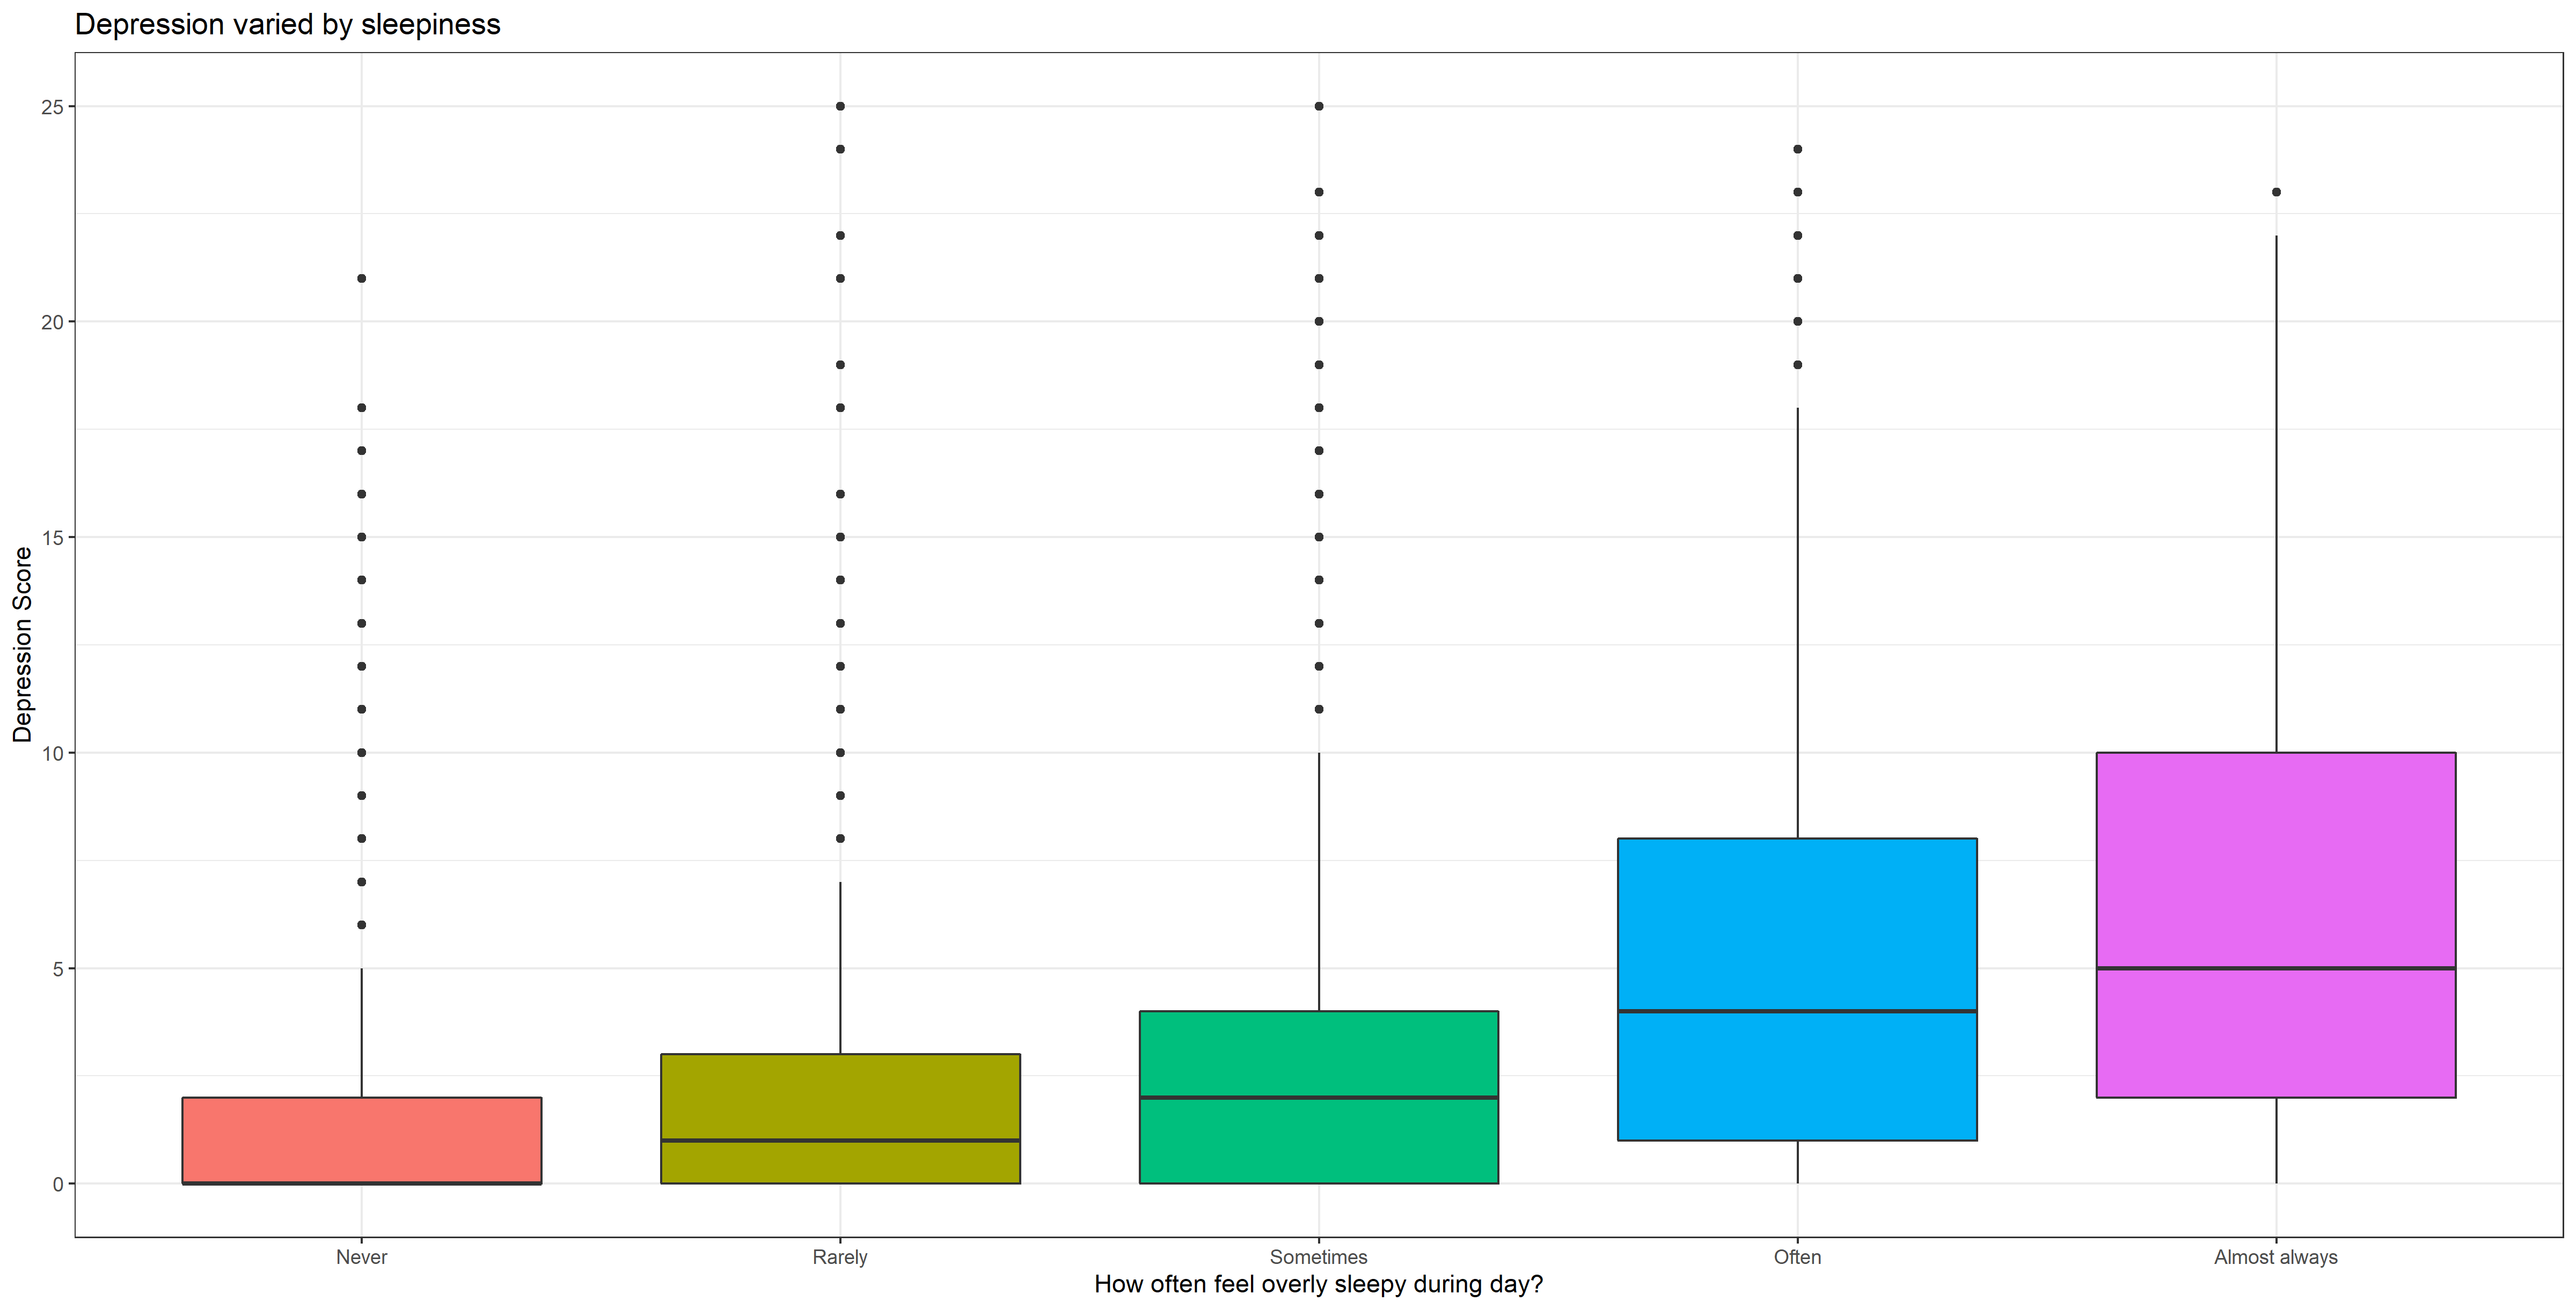 Depression varied by sleepiness
Depression Score
25
20
15
10
5
0
Never
Rarely
Sometimes
Often
Almost always
How often feel overly sleepy during day?